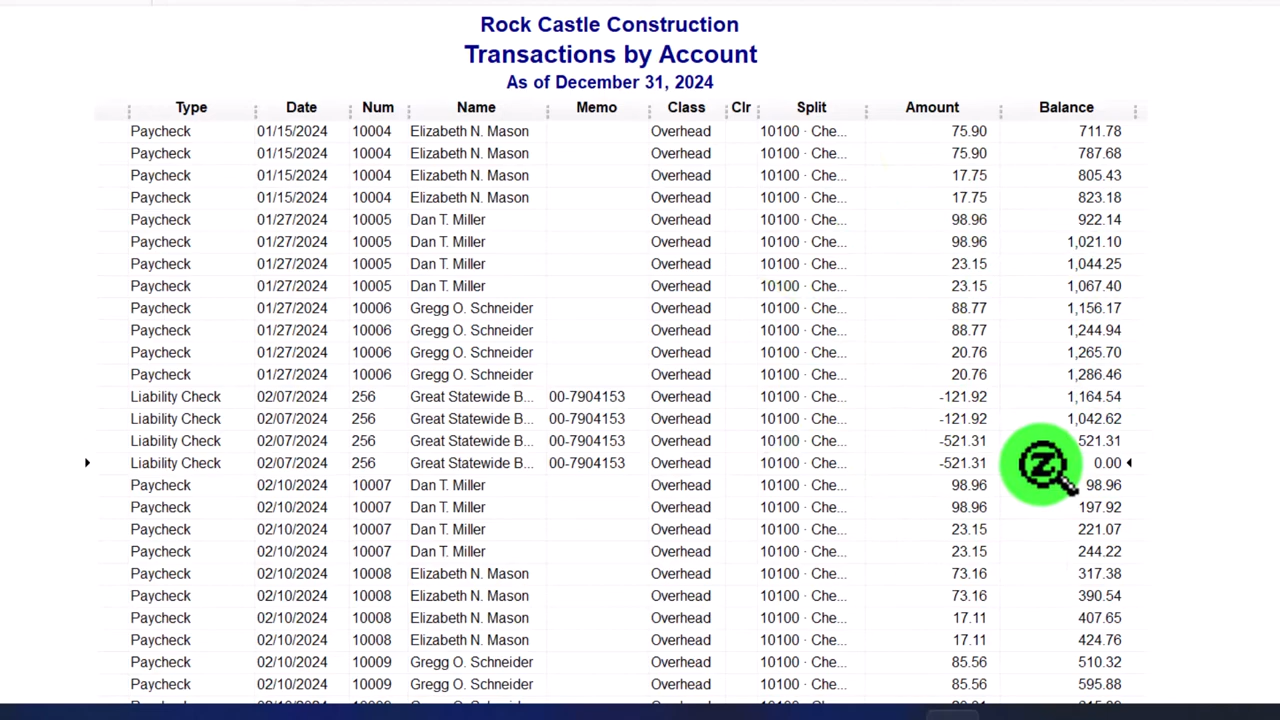 Rock Castle Construction
Transactions by Account
As of December 31, 2024
Type Date Num Name Memo Class Clr Split Amount Balance
Paycheck 01/15/2024 10004 Elizabeth N. Mason Overhead 10100 · Che... 75.90 711.78
Paycheck 01/15/2024 10004 Elizabeth N. Mason Overhead 10100 · Che... 75.90 787.68
Paycheck 01/15/2024 10004 Elizabeth N. Mason Overhead 10100 · Che... 17.75 805.43
Paycheck 01/15/2024 10004 Elizabeth N. Mason Overhead 10100 · Che... 17.75 823.18
Paycheck 01/27/2024 10005 Dan T. Miller Overhead 10100 · Che... 98.96 922.14
Paycheck 01/27/2024 10005 Dan T. Miller Overhead 10100 · Che... 98.96 1,021.10
Paycheck 01/27/2024 10005 Dan T. Miller Overhead 10100 · Che... 23.15 1,044.25
Paycheck 01/27/2024 10005 Dan T. Miller Overhead 10100 · Che... 23.15 1,067.40
Paycheck 01/27/2024 10006 Gregg O. Schneider Overhead 10100 · Che... 88.77 1,156.17
Paycheck 01/27/2024 10006 Gregg O. Schneider Overhead 10100 · Che... 88.77 1,244.94
Paycheck 01/27/2024 10006 Gregg O. Schneider Overhead 10100 · Che... 20.76 1,265.70
Paycheck 01/27/2024 10006 Gregg O. Schneider Overhead 10100 · Che... 20.76 1,286.46
Liability Check 02/07/2024 256 Great Statewide B... 00-7904153 Overhead 10100 · Che... -121.92 1,164.54
Liability Check 02/07/2024 256 Great Statewide B... 00-7904153 Overhead 10100 · Che... -121.92 1,042.62
Liability Check 02/07/2024 256 Great Statewide B... 00-7904153 Overhead 10100 · Che... -521.31 521.31
Liability Check 02/07/2024 256 Great Statewide B... 00-7904153 Overhead 10100 · Che... -521.31 0.00
Paycheck 02/10/2024 10007 Dan T. Miller Overhead 10100 · Che... 98.96 98.96
Paycheck 02/10/2024 10007 Dan T. Miller Overhead 10100 · Che... 98.96 197.92
Paycheck 02/10/2024 10007 Dan T. Miller Overhead 10100 · Che... 23.15 221.07
Paycheck 02/10/2024 10007 Dan T. Miller Overhead 10100 · Che... 23.15 244.22
Paycheck 02/10/2024 10008 Elizabeth N. Mason Overhead 10100 · Che... 73.16 317.38
Paycheck 02/10/2024 10008 Elizabeth N. Mason Overhead 10100 · Che... 73.16 390.54
Paycheck 02/10/2024 10008 Elizabeth N. Mason Overhead 10100 · Che... 17.11 407.65
Paycheck 02/10/2024 10008 Elizabeth N. Mason Overhead 10100 · Che... 17.11 424.76
Paycheck 02/10/2024 10009 Gregg O. Schneider Overhead 10100 · Che... 85.56 510.32
Paycheck 02/10/2024 10009 Gregg O. Schneider Overhead 10100 · Che... 85.56 595.88